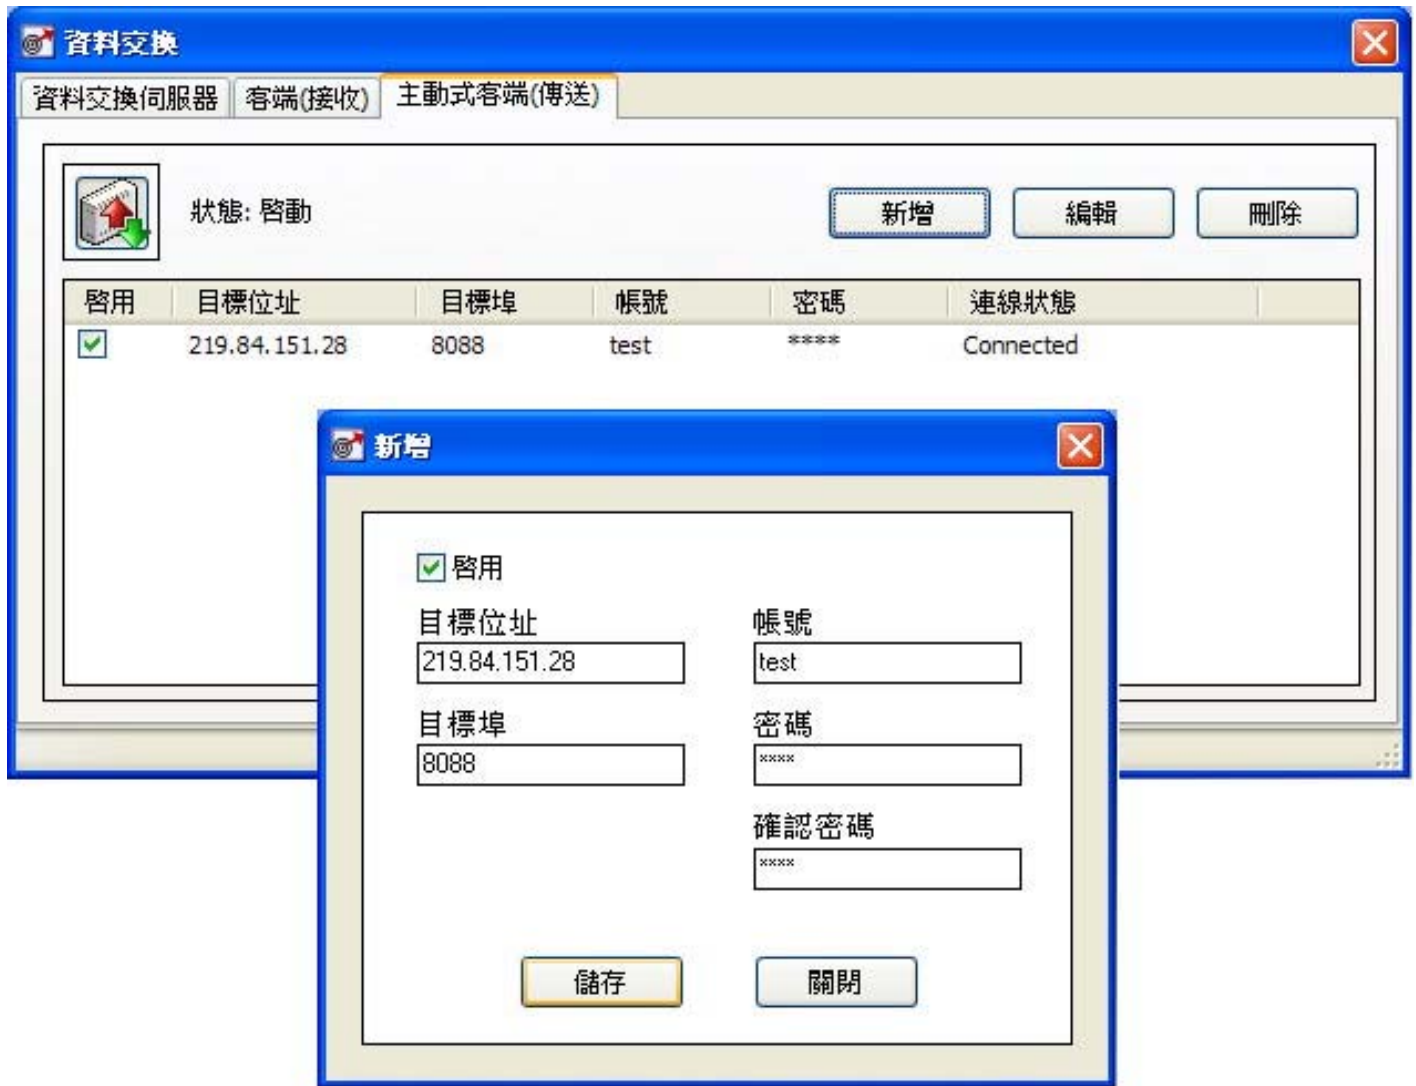 資料交換
資料交換伺服器 客端(接收) 主動式客端(傳送)
狀態: 啓動 新增 編輯 刪除
啓用 目標位址 目標埠 帳號 密碼 連線狀態
219.84.151.28 8088 test **** Connected
新增
啓用
目標位址 帳號
219.84.151.28 test
目標埠 密碼
8088 ****
確認密碼
****
儲存 關閉